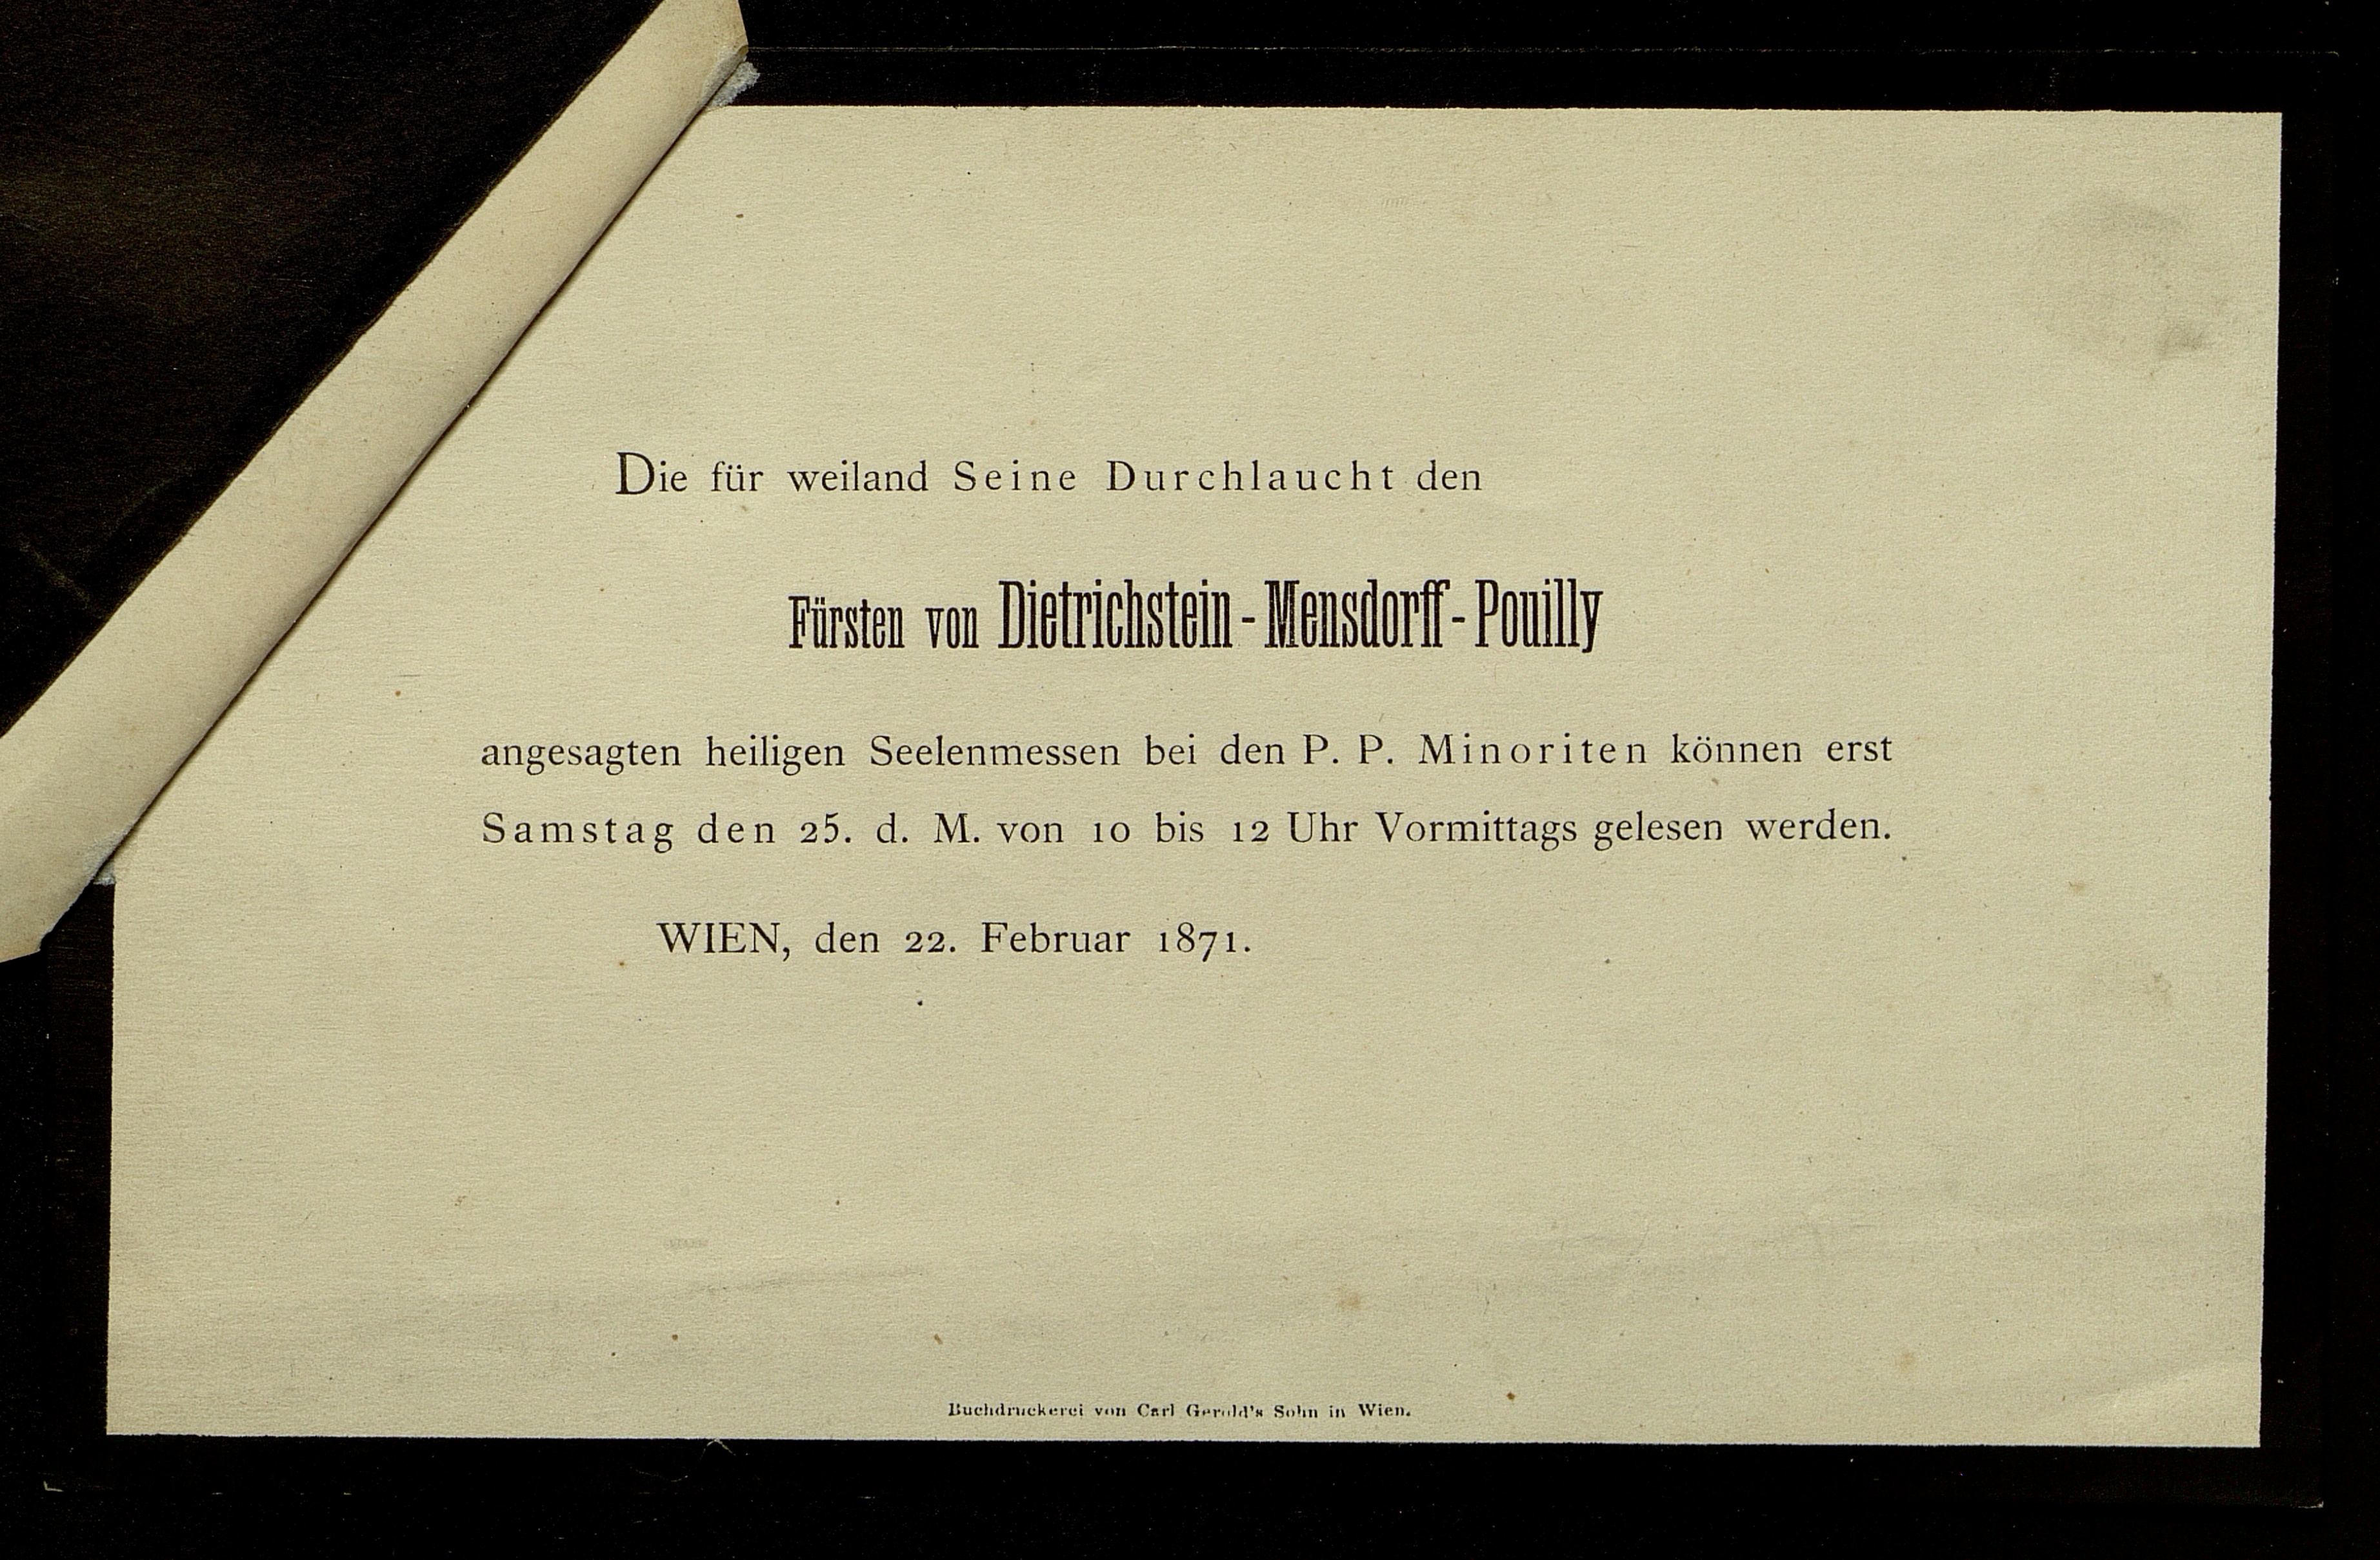 Die für weiland Seine Durchlaucht den
Fürsten von Dietrichstein - Mensdorff - Pouilly
angesagten heiligen Seelenmessen bei den P. P. Minoriten können erst
Samstag den 25. d. M. von 10 bis 12 Uhr Vormittags gelesen werden.
WIEN, den 22. Februar 1871.
Buchdruckerei von Carl Gerold's Sohn in Wien.